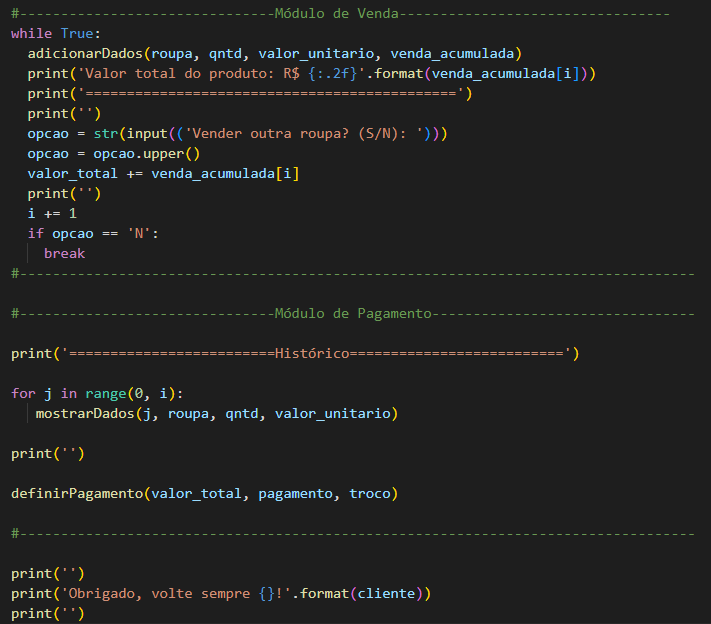 #-------------------------------Módulo de Venda---------------------------------
while True:
  adicionarDados(roupa, qntd, valor_unitario, venda_acumulada)
  print('Valor total do produto: R$ {:.2f}'.format(venda_acumulada[i]))
  print('=============================================')
  print('')
  opcao = str(input(('Vender outra roupa? (S/N): ')))
  opcao = opcao.upper()
  valor_total += venda_acumulada[i]
  print('')
  i += 1
  if opcao == 'N':
    break
#----------------------------------------------------------------------------------
#-------------------------------Módulo de Pagamento--------------------------------
print('=========================Histórico==========================')
for j in range(0, i):
   mostrarDados(j, roupa, qntd, valor_unitario)
print('')
definirPagamento(valor_total, pagamento, troco)
#----------------------------------------------------------------------------------
print('')
print('Obrigado, volte sempre {}!'.format(cliente))
print('')